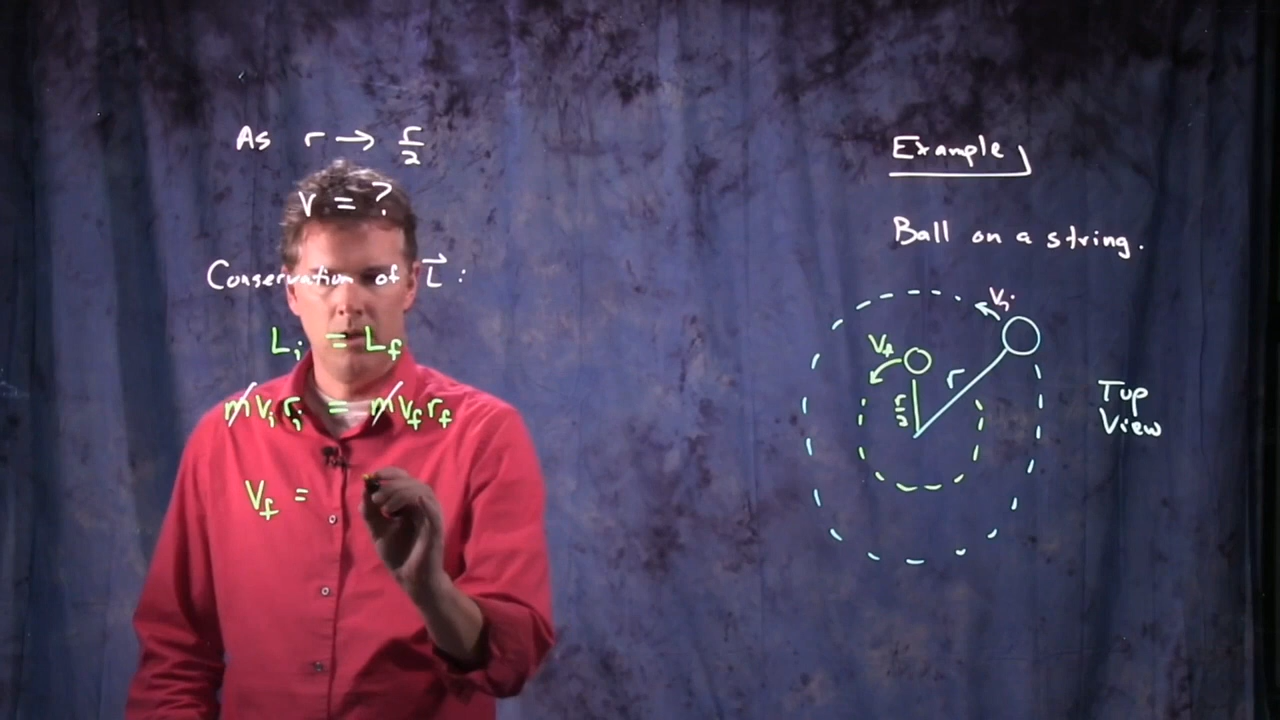 As r → r/2
v = ?
Conservation of L⃗ :
Li = Lf
mviri = mvfrf
Vf =
Example
Ball on a string.
Vi
Vf
r
r/2
Top
View